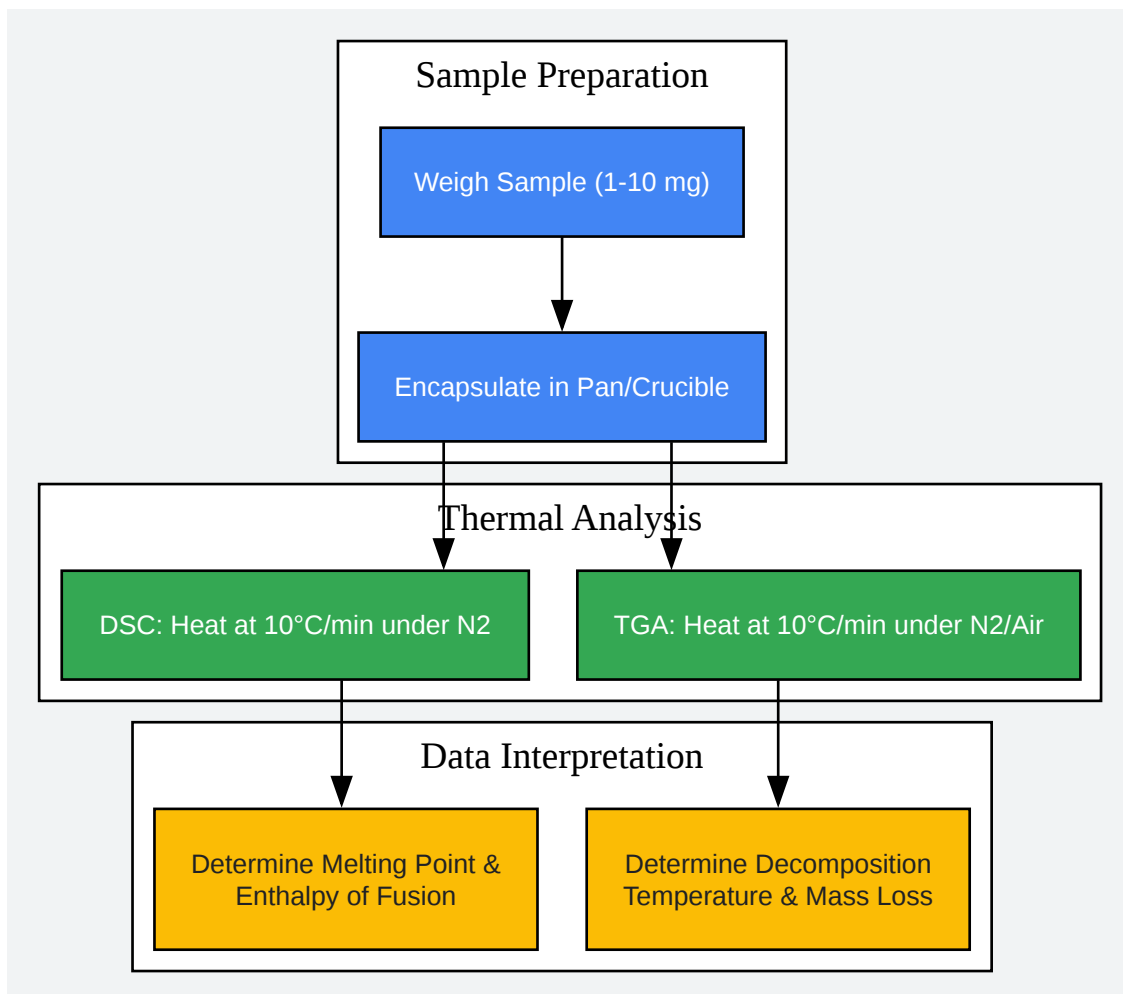 Sample Preparation
Weigh Sample (1-10 mg)
Encapsulate in Pan/Crucible
Thermal Analysis
DSC: Heat at 10°C/min under N2
TGA: Heat at 10°C/min under N2/Air
Data Interpretation
Determine Melting Point &
Enthalpy of Fusion
Determine Decomposition
Temperature & Mass Loss